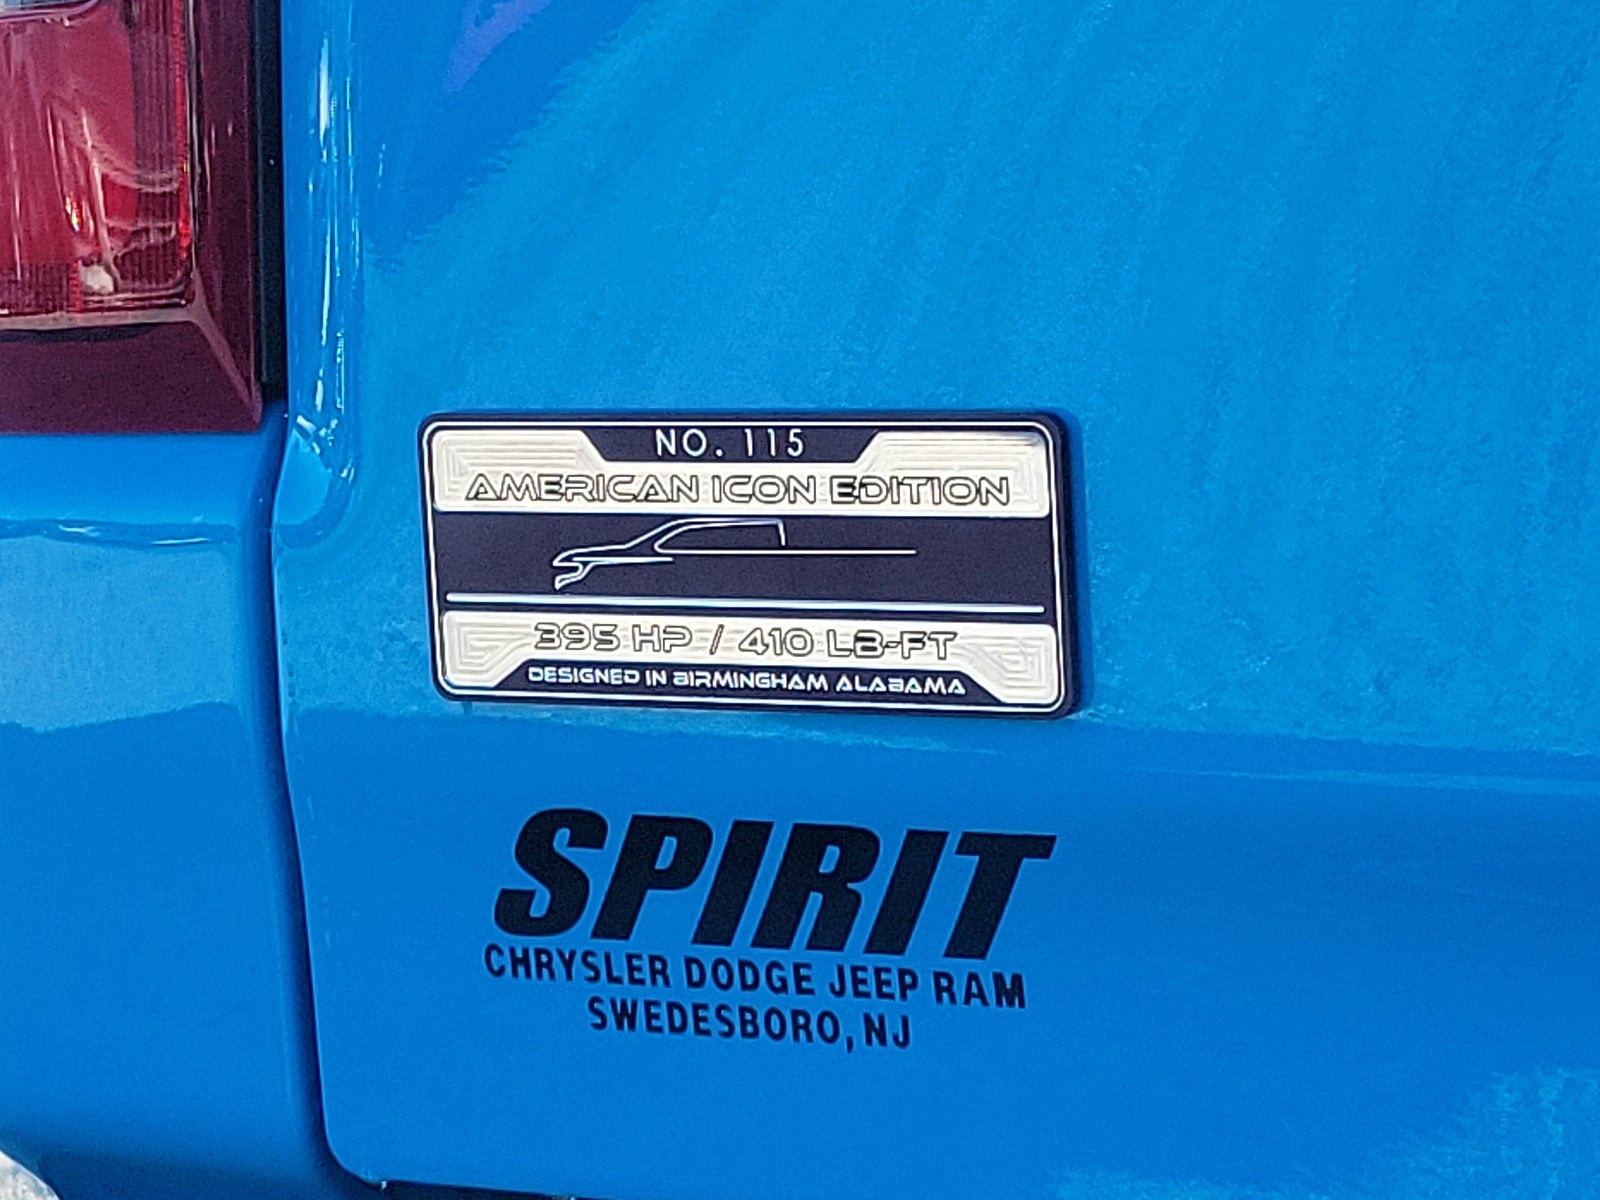 NO. 115
AMERICAN ICON EDITION
395 HP / 410 LB-FT
DESIGNED IN BIRMINGHAM ALABAMA
SPIRIT
CHRYSLER DODGE JEEP RAM
SWEDESBORO, NJ